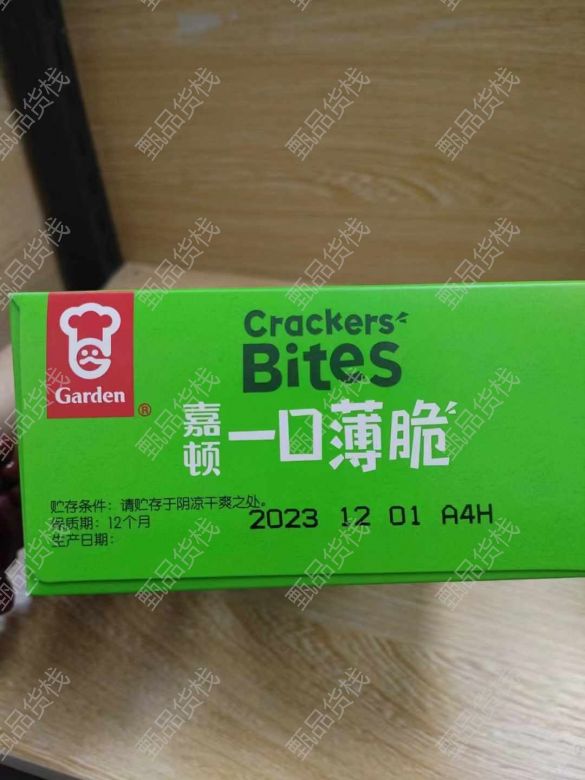 Crackers
Bites
Garden
®
嘉顿
一口薄脆
贮存条件：请贮存于阴凉干爽之处。
保质期：12个月
生产日期：
2023 12 01 A4H
甄品货栈